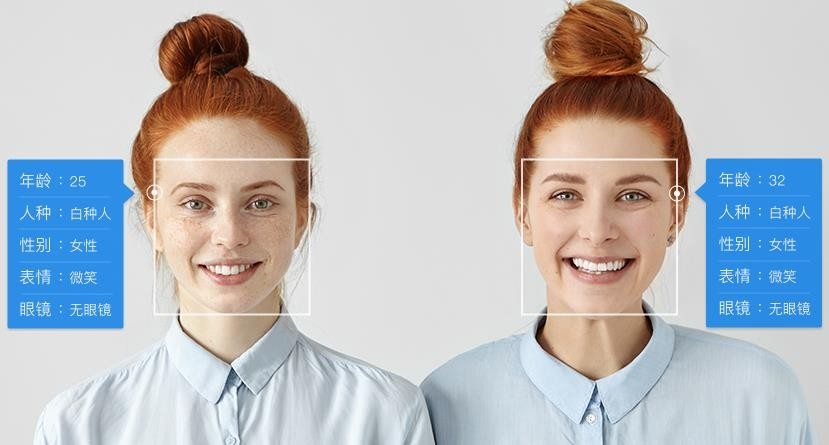 年龄：25
人种：白种人
性别：女性
表情：微笑
眼镜：无眼镜
年龄：32
人种：白种人
性别：女性
表情：微笑
眼镜：无眼镜